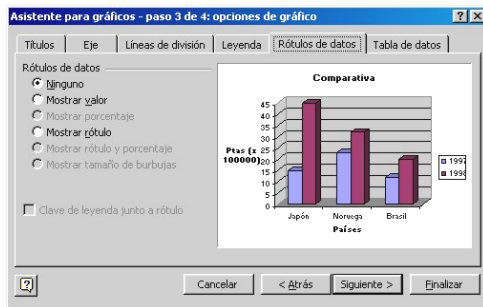 Asistente para gráficos - paso 3 de 4: opciones de gráfico
Títulos Eje Líneas de división Leyenda Rótulos de datos Tabla de datos
Rótulos de datos
Ninguno
Mostrar valor
Mostrar porcentaje
Mostrar rótulo
Mostrar rótulo y porcentaje
Mostrar tamaño de burbujas
Clave de leyenda junto a rótulo
Comparativa
45
40
35
30
25
20
15
10
5
0
Ptas (x
100000)
Japón Noruega Brasil
Países
1997
1998
Cancelar < Atrás Siguiente > Finalizar